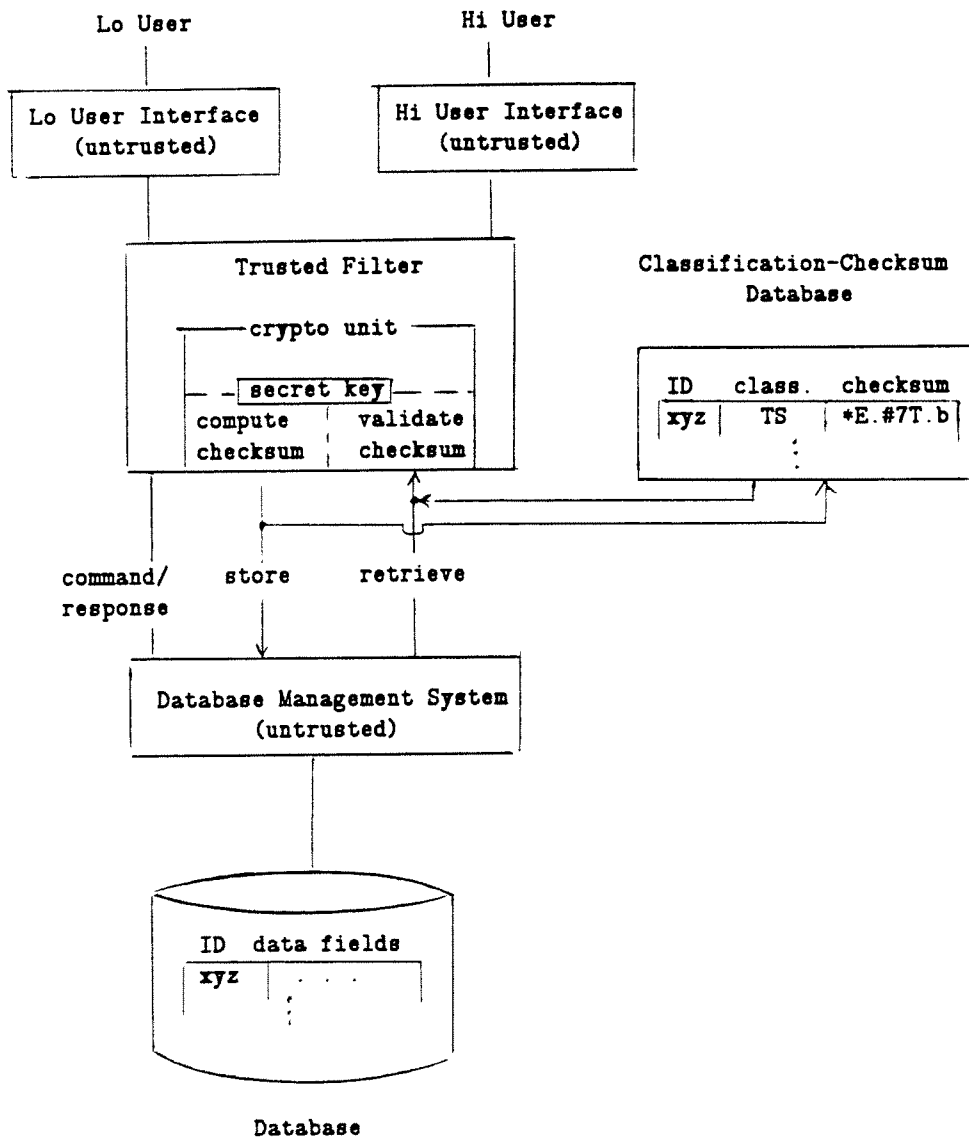 Lo User
Hi User
Lo User Interface
(untrusted)
Hi User Interface
(untrusted)
Trusted Filter
crypto unit
secret key
compute
checksum
validate
checksum
Classification-Checksum
Database
ID class. checksum
xyz TS *E.#7T.b
command/
response
store
retrieve
Database Management System
(untrusted)
ID data fields
xyz . . .
Database